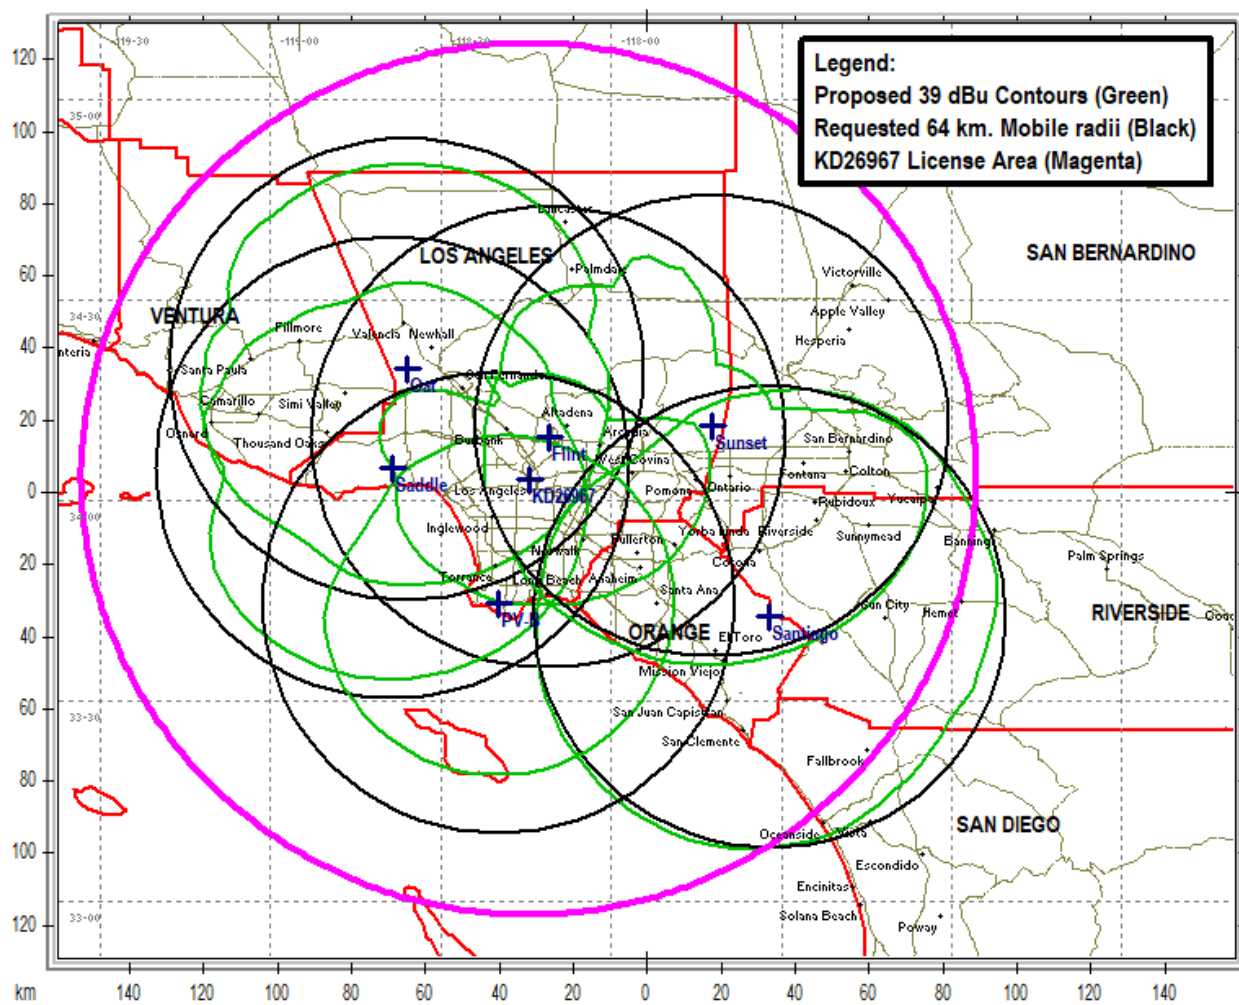 -119-30
-119-00
-118-30
-118-00
Legend:
Proposed 39 dBu Contours (Green)
Requested 64 km. Mobile radii (Black)
KD26967 License Area (Magenta)
120
35-00
100
80
Lancaster
LOS ANGELES
SAN BERNARDINO
60
Palmdale
Victorville
34-30
VENTURA
Apple Valley
Fillmore
Valencia
Newhall
Hesperia
40
nteria
Santa Paula
Oat
San Fernando
Camarillo
Simi Valley
20
Oxnard
Thousand Oaks
Burbank
Altadena
Arcadia
Flint
Sunset
San Bernardino
West Covina
Fontana
Colton
Saddle
Los Angeles
KD26967
Pomona
Ontario
0
Rubidoux
Yucaipa
34-00
Inglewood
Fullerton
Yorba Linda
Riverside
Sunnymead
Banning
20
Norwalk
Corona
Palm Springs
Torrance
Long Beach
Anaheim
Santa Ana
Sun City
Hemet
RIVERSIDE
Coac
PV-B
ORANGE
El Toro
Santiago
40
Mission Viejo
60
33-30
San Juan Capistran
San Clemente
Fallbrook
80
Oceanside
Vista
SAN DIEGO
100
Escondido
Encinitas
33-00
Solana Beach
Poway
120
km
140
120
100
80
60
40
20
0
20
40
60
80
100
120
140